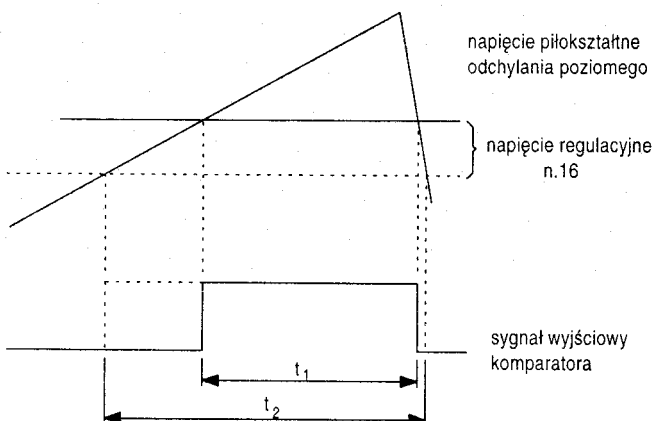 napięcie piłokształtne
odchylania poziomego
napięcie regulacyjne
n.16
sygnał wyjściowy
komparatora
t1
t2